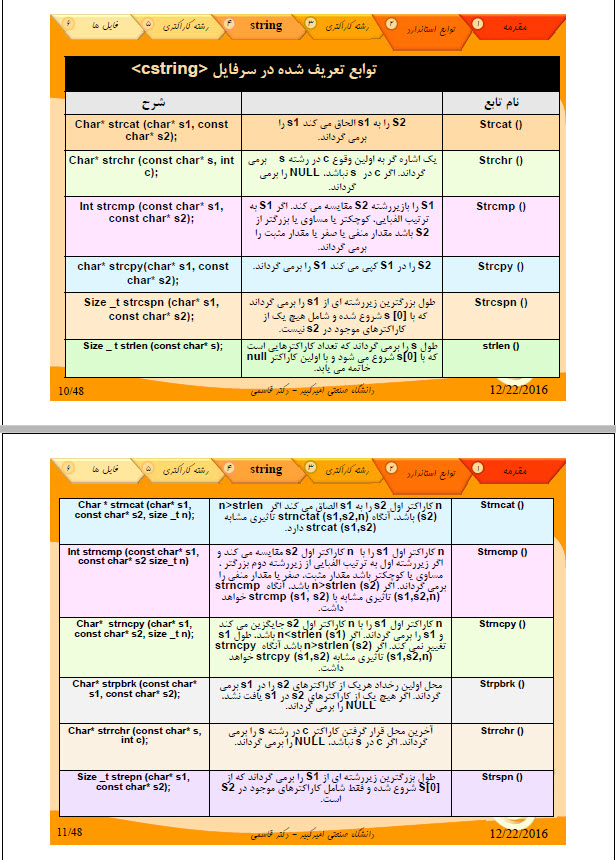 مقدمه ۱
توابع استاندارد ۲
رشته کاراکتری ۳
string ۴
رشته کاراکتری ۵
فایل ها ۶
توابع تعریف شده در سرفایل <cstring>
نام تابع
شرح
Strcat ()
S2 را به s1 الحاق می کند s1 را
برمی گرداند.
Char* strcat (char* s1, const
char* s2);
Strchr ()
یک اشاره گر به اولین وقوع c در رشته s برمی
گرداند. اگر c در s نباشد، NULL را برمی
گرداند.
Char* strchr (const char* s, int
c);
Strcmp ()
S1 را بازیررشته S2 مقایسه می کند. اگر S1 به
ترتیب الفبایی، کوچکتر یا مساوی یا بزرگتر از
S2 باشد مقدار منفی یا صفر یا مقدار مثبت را
برمی گرداند.
Int strcmp (const char* s1,
const char* s2);
Strcpy ()
S2 را در S1 کپی می کند S1 را برمی گرداند.
char* strcpy(char* s1, const
char* s2);
Strcspn ()
طول بزرگترین زیررشته ای از s1 را برمی گرداند
که با s [0] شروع شده و شامل هیچ یک از
کاراکترهای موجود در s2 نیست.
Size _t strcspn (char* s1,
const char* s2);
strlen ()
طول s را برمی گرداند که تعداد کاراکترهایی است
که با s[0] شروع می شود و با اولین کاراکتر null
خاتمه می یابد.
Size _ t strlen (const char* s);
12/22/2016
دانشگاه صنعتی امیرکبیر - دکتر قاسمی
10/48
مقدمه ۱
توابع استاندارد ۲
رشته کاراکتری ۳
string ۴
رشته کاراکتری ۵
فایل ها ۶
Strncat ()
n کاراکتر اول s2 را به s1 الصاق می کند اگر n>strlen
(s2) باشد، آنگاه strnctat (s1,s2,n) تاثیری مشابه
strcat (s1,s2) دارد.
Char * strncat (char* s1,
const char* s2, size _t n);
Strncmp ()
n کاراکتر اول s1 را با n کاراکتر اول s2 مقایسه می کند و
اگر زیررشته اول به ترتیب الفبایی از زیررشته دوم بزرگتر ،
مساوی یا کوچکتر باشد مقدار مثبت، صفر یا مقدار منفی را
برمی گرداند. اگر n>strlen (s2) باشد، آنگاه strncmp
(s1,s2,n) تاثیری مشابه با strcmp (s1, s2) خواهد
داشت.
Int strncmp (const char* s1,
const char* s2 size_t n)
Strncpy ()
n کاراکتر اول s1 را با n کاراکتر اول s2 جایگزین می کند
و s1 را برمی گرداند. اگر n<strlen (s1) باشد، طول s1
تغییر نمی کند. اگر n>strlen (s2) باشد آنگاه strncpy
(s1,s2,n) تاثیری مشابه strcpy (s1,s2) خواهد
داشت.
Char* strncpy (char* s1,
const char* s2, size _t n);
Strpbrk ()
محل اولین رخداد هریک از کاراکترهای s2 را در s1 برمی
گرداند. اگر هیچ یک از کاراکترهای s2 در s1 یافت نشد،
NULL را برمی گرداند.
Char* strpbrk (const char*
s1, const char* s2);
Strrchr ()
آخرین محل قرار گرفتن کاراکتر c در رشته s را برمی
گرداند. اگر c در s نباشد، NULL را برمی گرداند.
Char* strrchr (const char* s,
int c);
Strspn ()
طول بزرگترین زیررشته ای از S1 را برمی گرداند که از
S[0] شروع شده و فقط شامل کاراکترهای موجود در S2
است.
Size _t strepn (char* s1,
const char* s2);
12/22/2016
دانشگاه صنعتی امیرکبیر - دکتر قاسمی
11/48